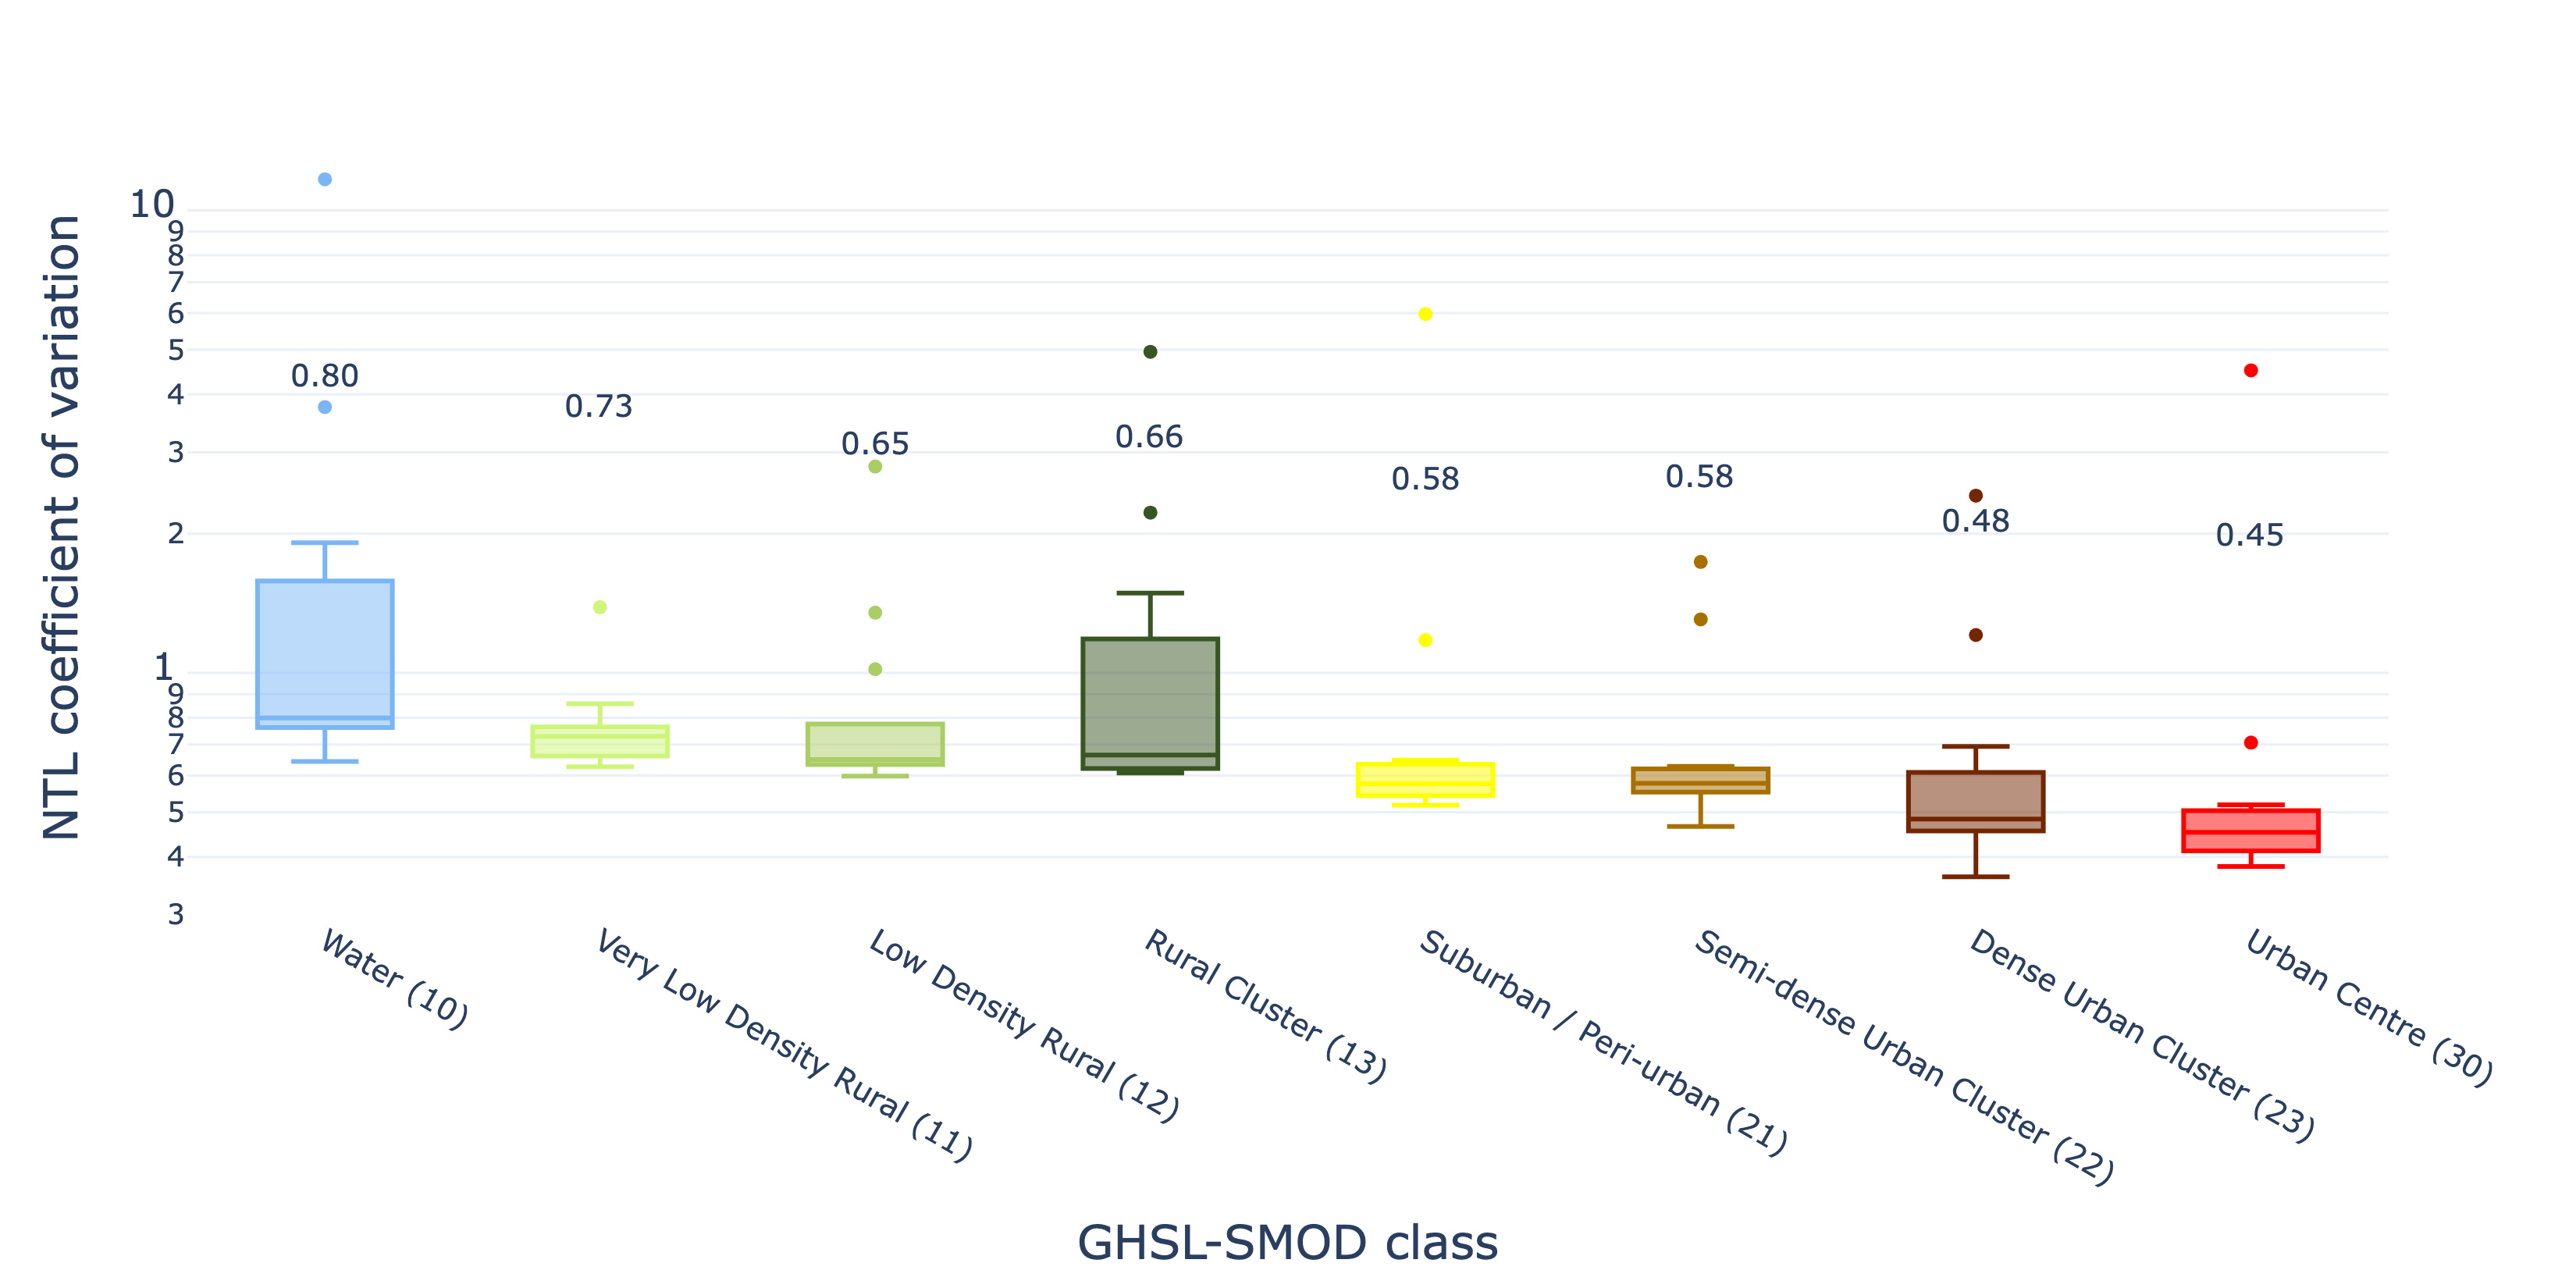 NTL coefficient of variation
10
9
8
7
6
5
4
3
2
1
9
8
7
6
5
4
3
0.80
0.73
0.65
0.66
0.58
0.58
0.48
0.45
Water (10)
Very Low Density Rural (11)
Low Density Rural (12)
Rural Cluster (13)
Suburban / Peri-urban (21)
Semi-dense Urban Cluster (22)
Dense Urban Cluster (23)
Urban Centre (30)
GHSL-SMOD class